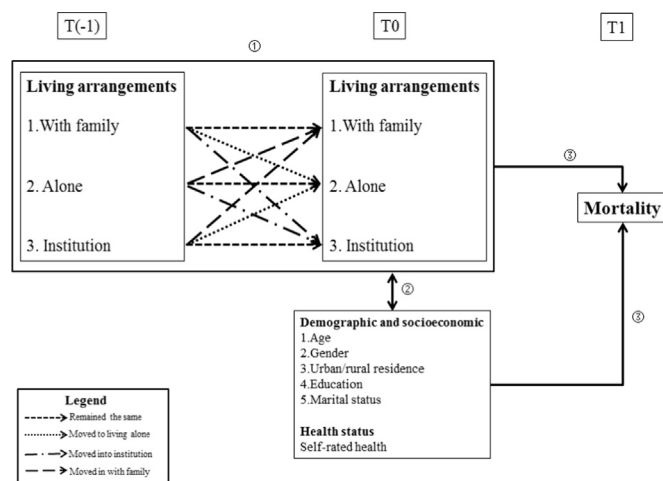 T(-1)
T0
T1
①
Living arrangements
1.With family
2. Alone
3. Institution
Living arrangements
1.With family
2. Alone
3. Institution
③
Mortality
②
Demographic and socioeconomic
1.Age
2.Gender
3.Urban/rural residence
4.Education
5.Marital status
Health status
Self-rated health
③
Legend
Remained the same
Moved to living alone
Moved into institution
Moved in with family